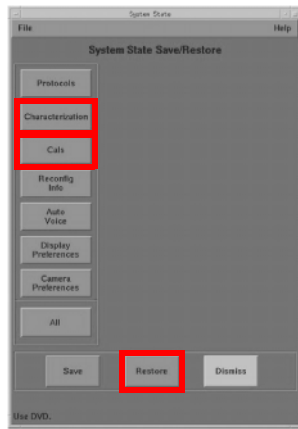 System State
File Help
System State Save/Restore
Protocols
Characterization
Cals
Reconfig
Info
Auto
Voice
Display
Preferences
Camera
Preferences
All
Save Restore Dismiss
Use DVD.